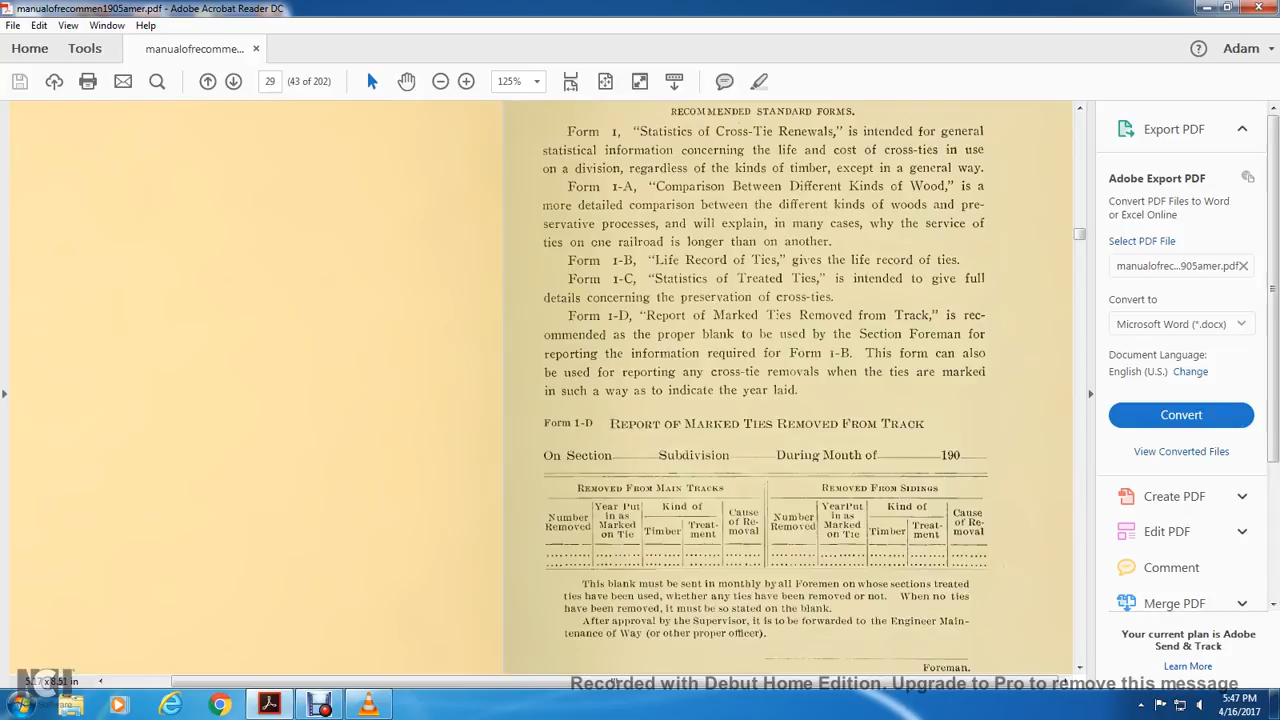 manualofrecommen1905amer.pdf - Adobe Acrobat Reader DC
File Edit View Window Help
Home Tools manualofrecomme... × Adam
29 (43 of 202) 125%
RECOMMENDED STANDARD FORMS.
Form 1, "Statistics of Cross-Tie Renewals," is intended for general
statistical information concerning the life and cost of cross-ties in use
on a division, regardless of the kinds of timber, except in a general way.
Form 1-A, "Comparison Between Different Kinds of Wood," is a
more detailed comparison between the different kinds of woods and pre-
servative processes, and will explain, in many cases, why the service of
ties on one railroad is longer than on another.
Form 1-B, "Life Record of Ties," gives the life record of ties.
Form 1-C, "Statistics of Treated Ties," is intended to give full
details concerning the preservation of cross-ties.
Form 1-D, "Report of Marked Ties Removed from Track," is rec-
ommended as the proper blank to be used by the Section Foreman for
reporting the information required for Form 1-B. This form can also
be used for reporting any cross-tie removals when the ties are marked
in such a way as to indicate the year laid.
Form 1-D REPORT OF MARKED TIES REMOVED FROM TRACK
On Section Subdivision During Month of 190
REMOVED FROM MAIN TRACKS REMOVED FROM SIDINGS
Number Removed Year Put in as Marked on Tie Kind of Timber Treat-ment Cause of Re-moval Number Removed Year Put in as Marked on Tie Kind of Timber Treat-ment Cause of Re-moval
This blank must be sent in monthly by all Foremen on whose sections treated
ties have been used, whether any ties have been removed or not. When no ties
have been removed, it must be so stated on the blank.
After approval by the Supervisor, it is to be forwarded to the Engineer Main-
tenance of Way (or other proper officer).
Foreman.
Export PDF
Adobe Export PDF
Convert PDF Files to Word
or Excel Online
Select PDF File
manualofrec...905amer.pdf
Convert to
Microsoft Word (*.docx)
Document Language:
English (U.S.) Change
Convert
View Converted Files
Create PDF
Edit PDF
Comment
Merge PDF
Your current plan is Adobe
Send & Track
Learn More
5.17 x 8.51 in
NCH Software
Recorded with Debut Home Edition. Upgrade to Pro to remove this message
5:47 PM
4/16/2017